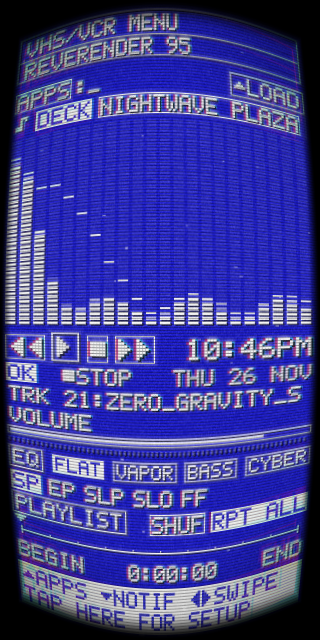 VHS/VCR MENU
REVERENDER 95
APPS:_ ▲LOAD
♪ DECK NIGHTWAVE PLAZA
10:46PM
OK ■STOP THU 26 NOV
TRK 21:ZERO_GRAVITY_S
VOLUME
EQ FLAT VAPOR BASS CYBER
SP EP SLP SLO FF
PLAYLIST SHUF RPT ALL
BEGIN 0:00:00 END
▲APPS ▼NOTIF ◀▶SWIPE
TAP HERE FOR SETUP